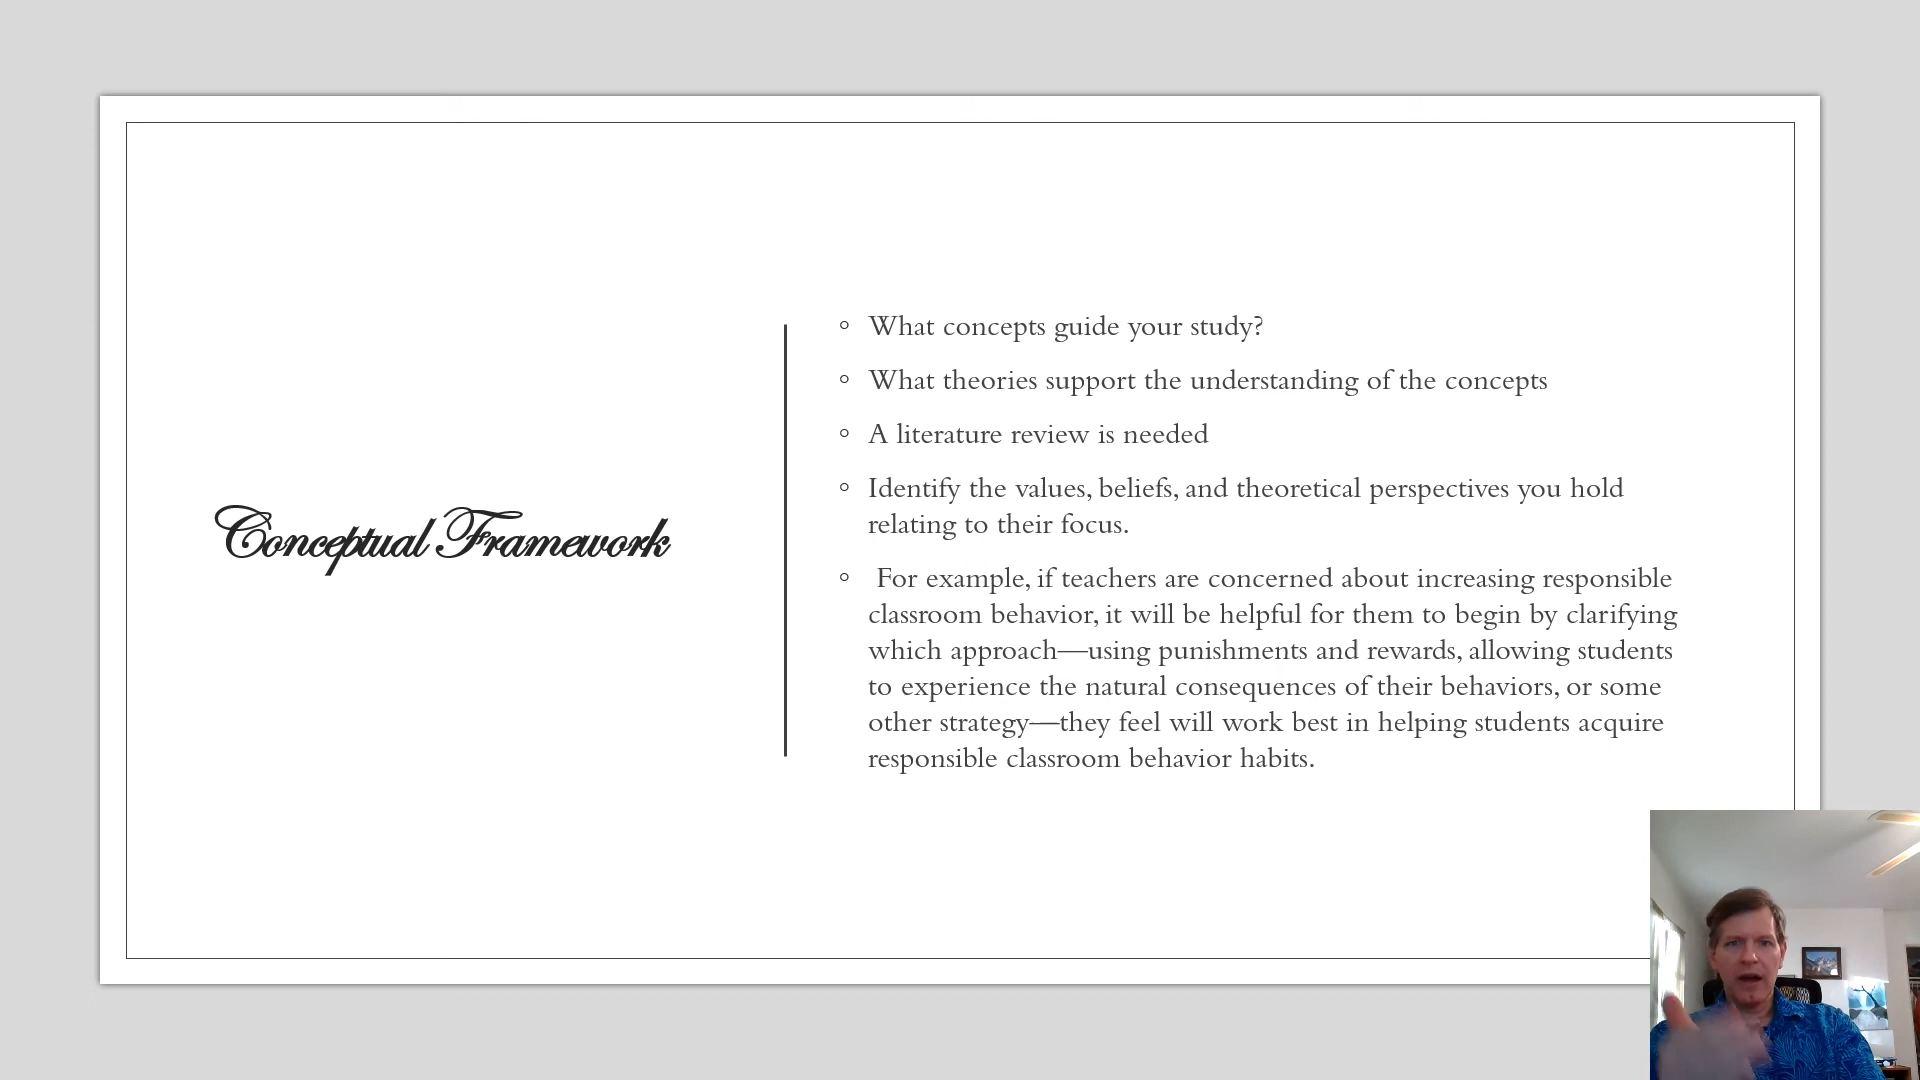 Conceptual Framework
What concepts guide your study?
What theories support the understanding of the concepts
A literature review is needed
Identify the values, beliefs, and theoretical perspectives you hold
relating to their focus.
For example, if teachers are concerned about increasing responsible
classroom behavior, it will be helpful for them to begin by clarifying
which approach—using punishments and rewards, allowing students
to experience the natural consequences of their behaviors, or some
other strategy—they feel will work best in helping students acquire
responsible classroom behavior habits.